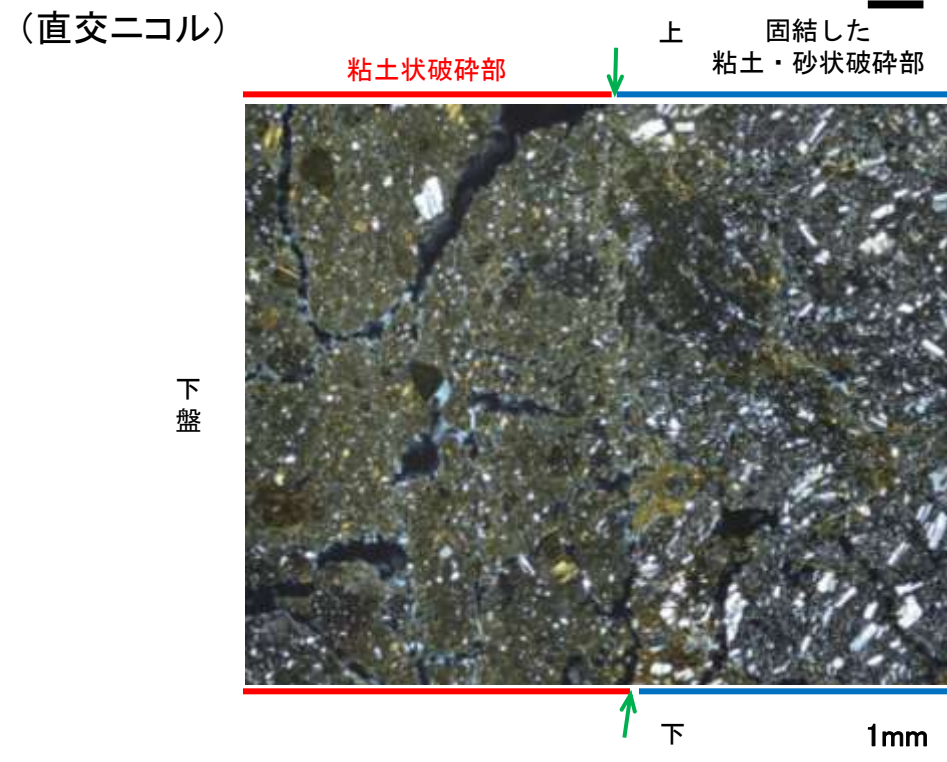 （直交ニコル）
上
固結した
粘土状破砕部
粘土・砂状破砕部
下
盤
下
1mm